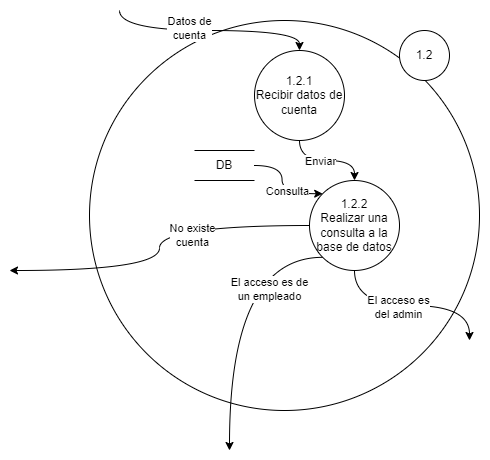 Datos de
cuenta
1.2
1.2.1
Recibir datos de
cuenta
Enviar
DB
Consulta
1.2.2
Realizar una
consulta a la
base de datos
No existe
cuenta
El acceso es de
un empleado
El acceso es
del admin